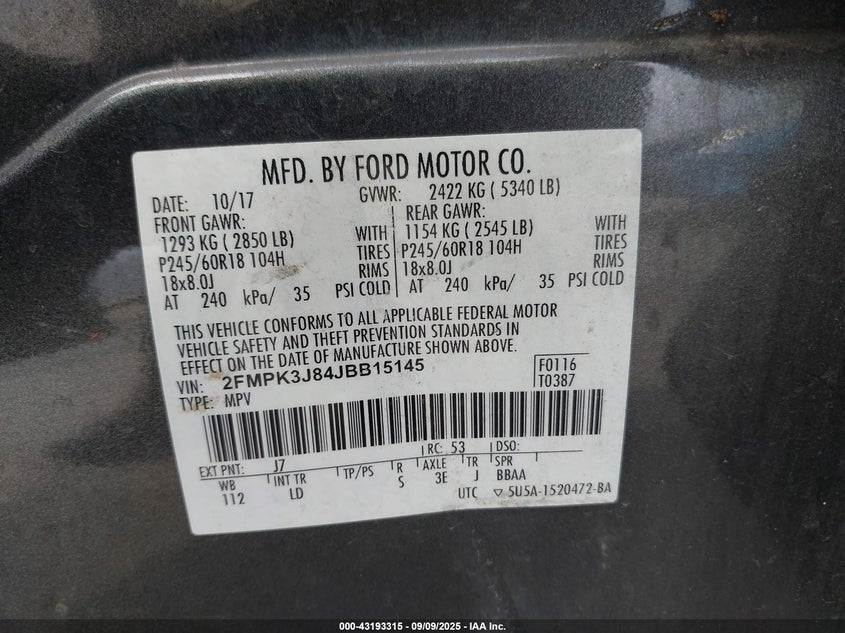 MFD. BY FORD MOTOR CO.
DATE: 10/17 GVWR: 2422 KG ( 5340 LB)
FRONT GAWR: REAR GAWR:
1293 KG ( 2850 LB) WITH 1154 KG ( 2545 LB) WITH
P245/60R18 104H TIRES P245/60R18 104H TIRES
18x8.0J RIMS 18x8.0J RIMS
AT 240 kPa/ 35 PSI COLD AT 240 kPa/ 35 PSI COLD
THIS VEHICLE CONFORMS TO ALL APPLICABLE FEDERAL MOTOR
VEHICLE SAFETY AND THEFT PREVENTION STANDARDS IN
EFFECT ON THE DATE OF MANUFACTURE SHOWN ABOVE.
VIN: 2FMPK3J84JBB15145 F0116
TYPE: MPV T0387
EXT PNT: J7 RC: 53 DSO:
WB INT TR TP/PS R AXLE TR SPR
112 LD S 3E J BBAA
UTC ▽ 5U5A-1520472-BA
000-43193315 - 09/09/2025 - IAA Inc.